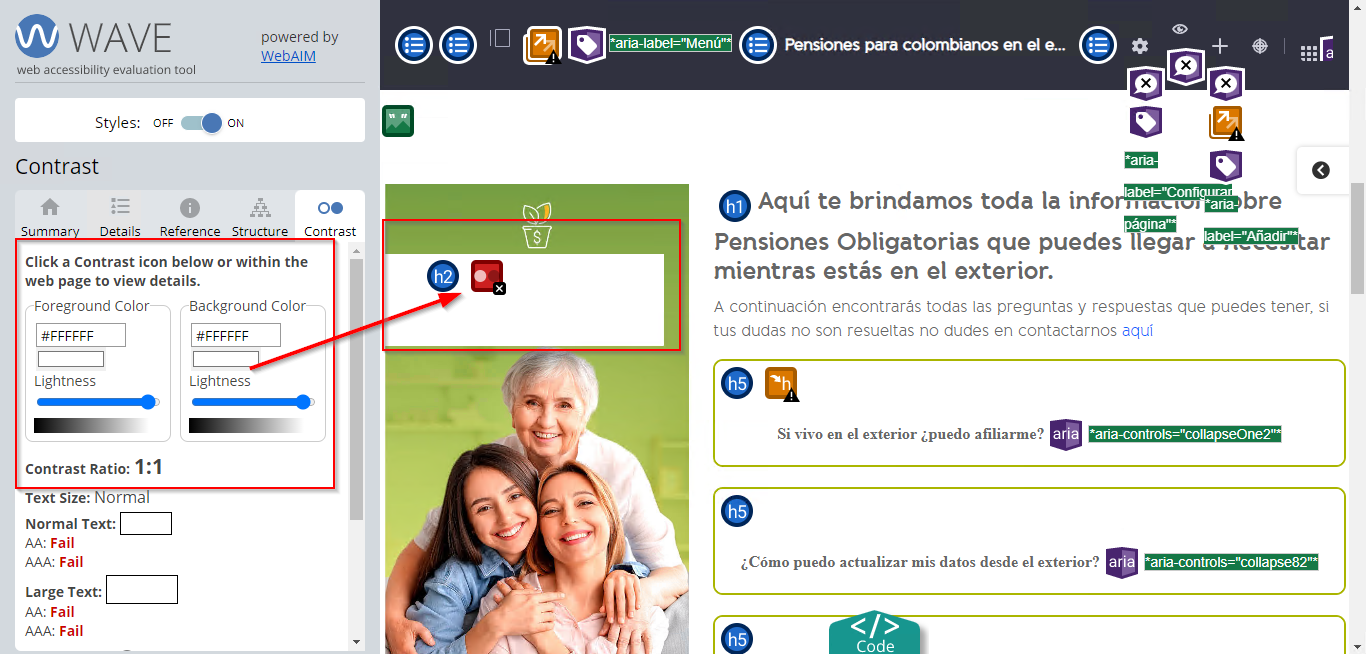 WAVE
web accessibility evaluation tool
powered by
WebAIM
Styles: OFF ON
Contrast
Summary Details Reference Structure Contrast
Click a Contrast icon below or within the
web page to view details.
Foreground Color
#FFFFFF
Lightness
Background Color
#FFFFFF
Lightness
Contrast Ratio: 1:1
Text Size: Normal
Normal Text:
AA: Fail
AAA: Fail
Large Text:
AA: Fail
AAA: Fail
*aria-label="Menú"*
Pensiones para colombianos en el e...
a
*aria-
label="Configurar
página"*
*aria-
label="Añadir"*
$
h2
h1 Aquí te brindamos toda la información sobre
Pensiones Obligatorias que puedes llegar a necesitar
mientras estás en el exterior.
A continuación encontrarás todas las preguntas y respuestas que puedes tener, si
tus dudas no son resueltas no dudes en contactarnos aquí
h5 h
Si vivo en el exterior ¿puedo afiliarme? aria *aria-controls="collapseOne2"*
h5
¿Cómo puedo actualizar mis datos desde el exterior? aria *aria-controls="collapse82"*
h5
</>
Code